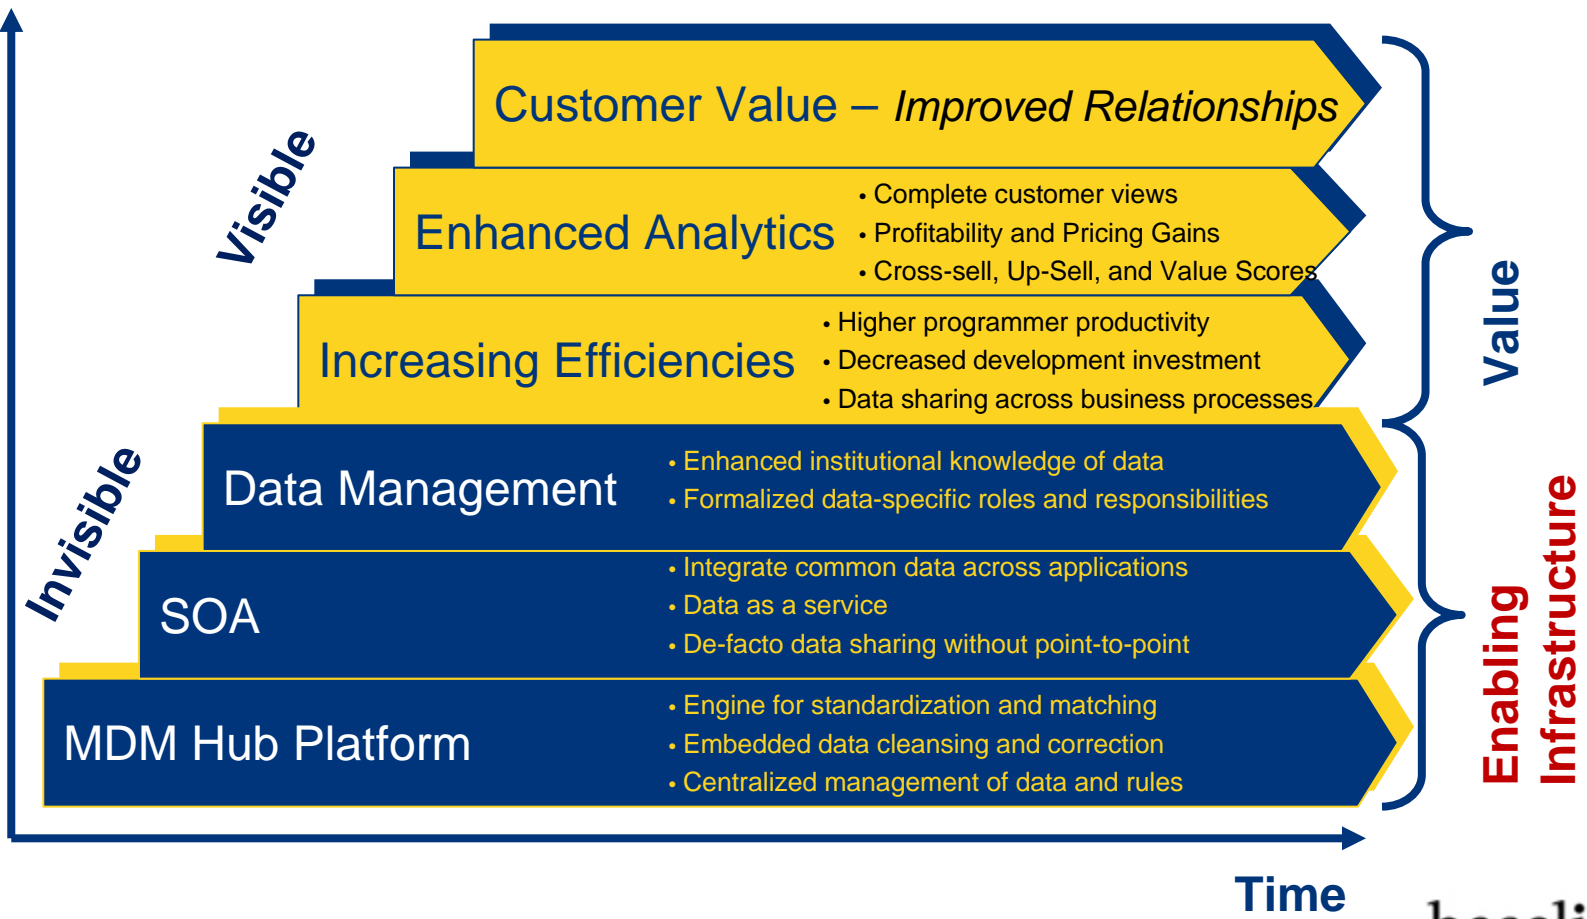 Customer Value – Improved Relationships
Visible
Enhanced Analytics
• Complete customer views
• Profitability and Pricing Gains
• Cross-sell, Up-Sell, and Value Scores
Value
Increasing Efficiencies
• Higher programmer productivity
• Decreased development investment
• Data sharing across business processes
Invisible
Data Management
• Enhanced institutional knowledge of data
• Formalized data-specific roles and responsibilities
SOA
• Integrate common data across applications
• Data as a service
• De-facto data sharing without point-to-point
Enabling
Infrastructure
MDM Hub Platform
• Engine for standardization and matching
• Embedded data cleansing and correction
• Centralized management of data and rules
Time